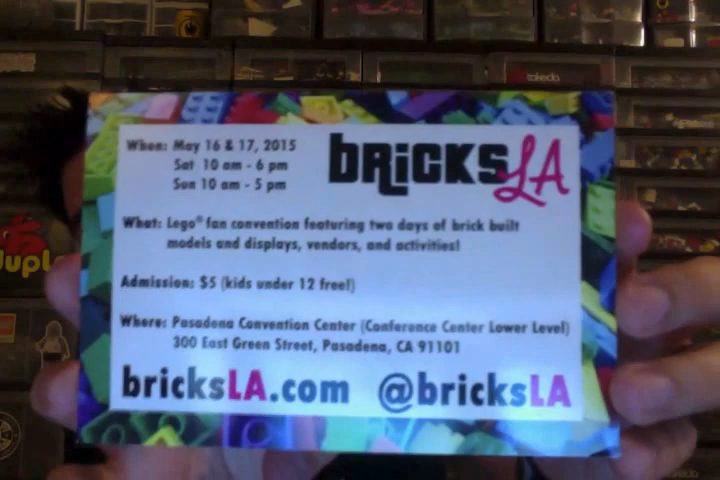 takeda
When: May 16 & 17, 2015
Sat 10 am - 6 pm
Sun 10 am - 5 pm
bricksLA
What: Lego® fan convention featuring two days of brick built
models and displays, vendors, and activities!
Admission: $5 (kids under 12 free!)
Where: Pasadena Convention Center (Conference Center Lower Level)
300 East Green Street, Pasadena, CA 91101
bricksLA.com @bricksLA